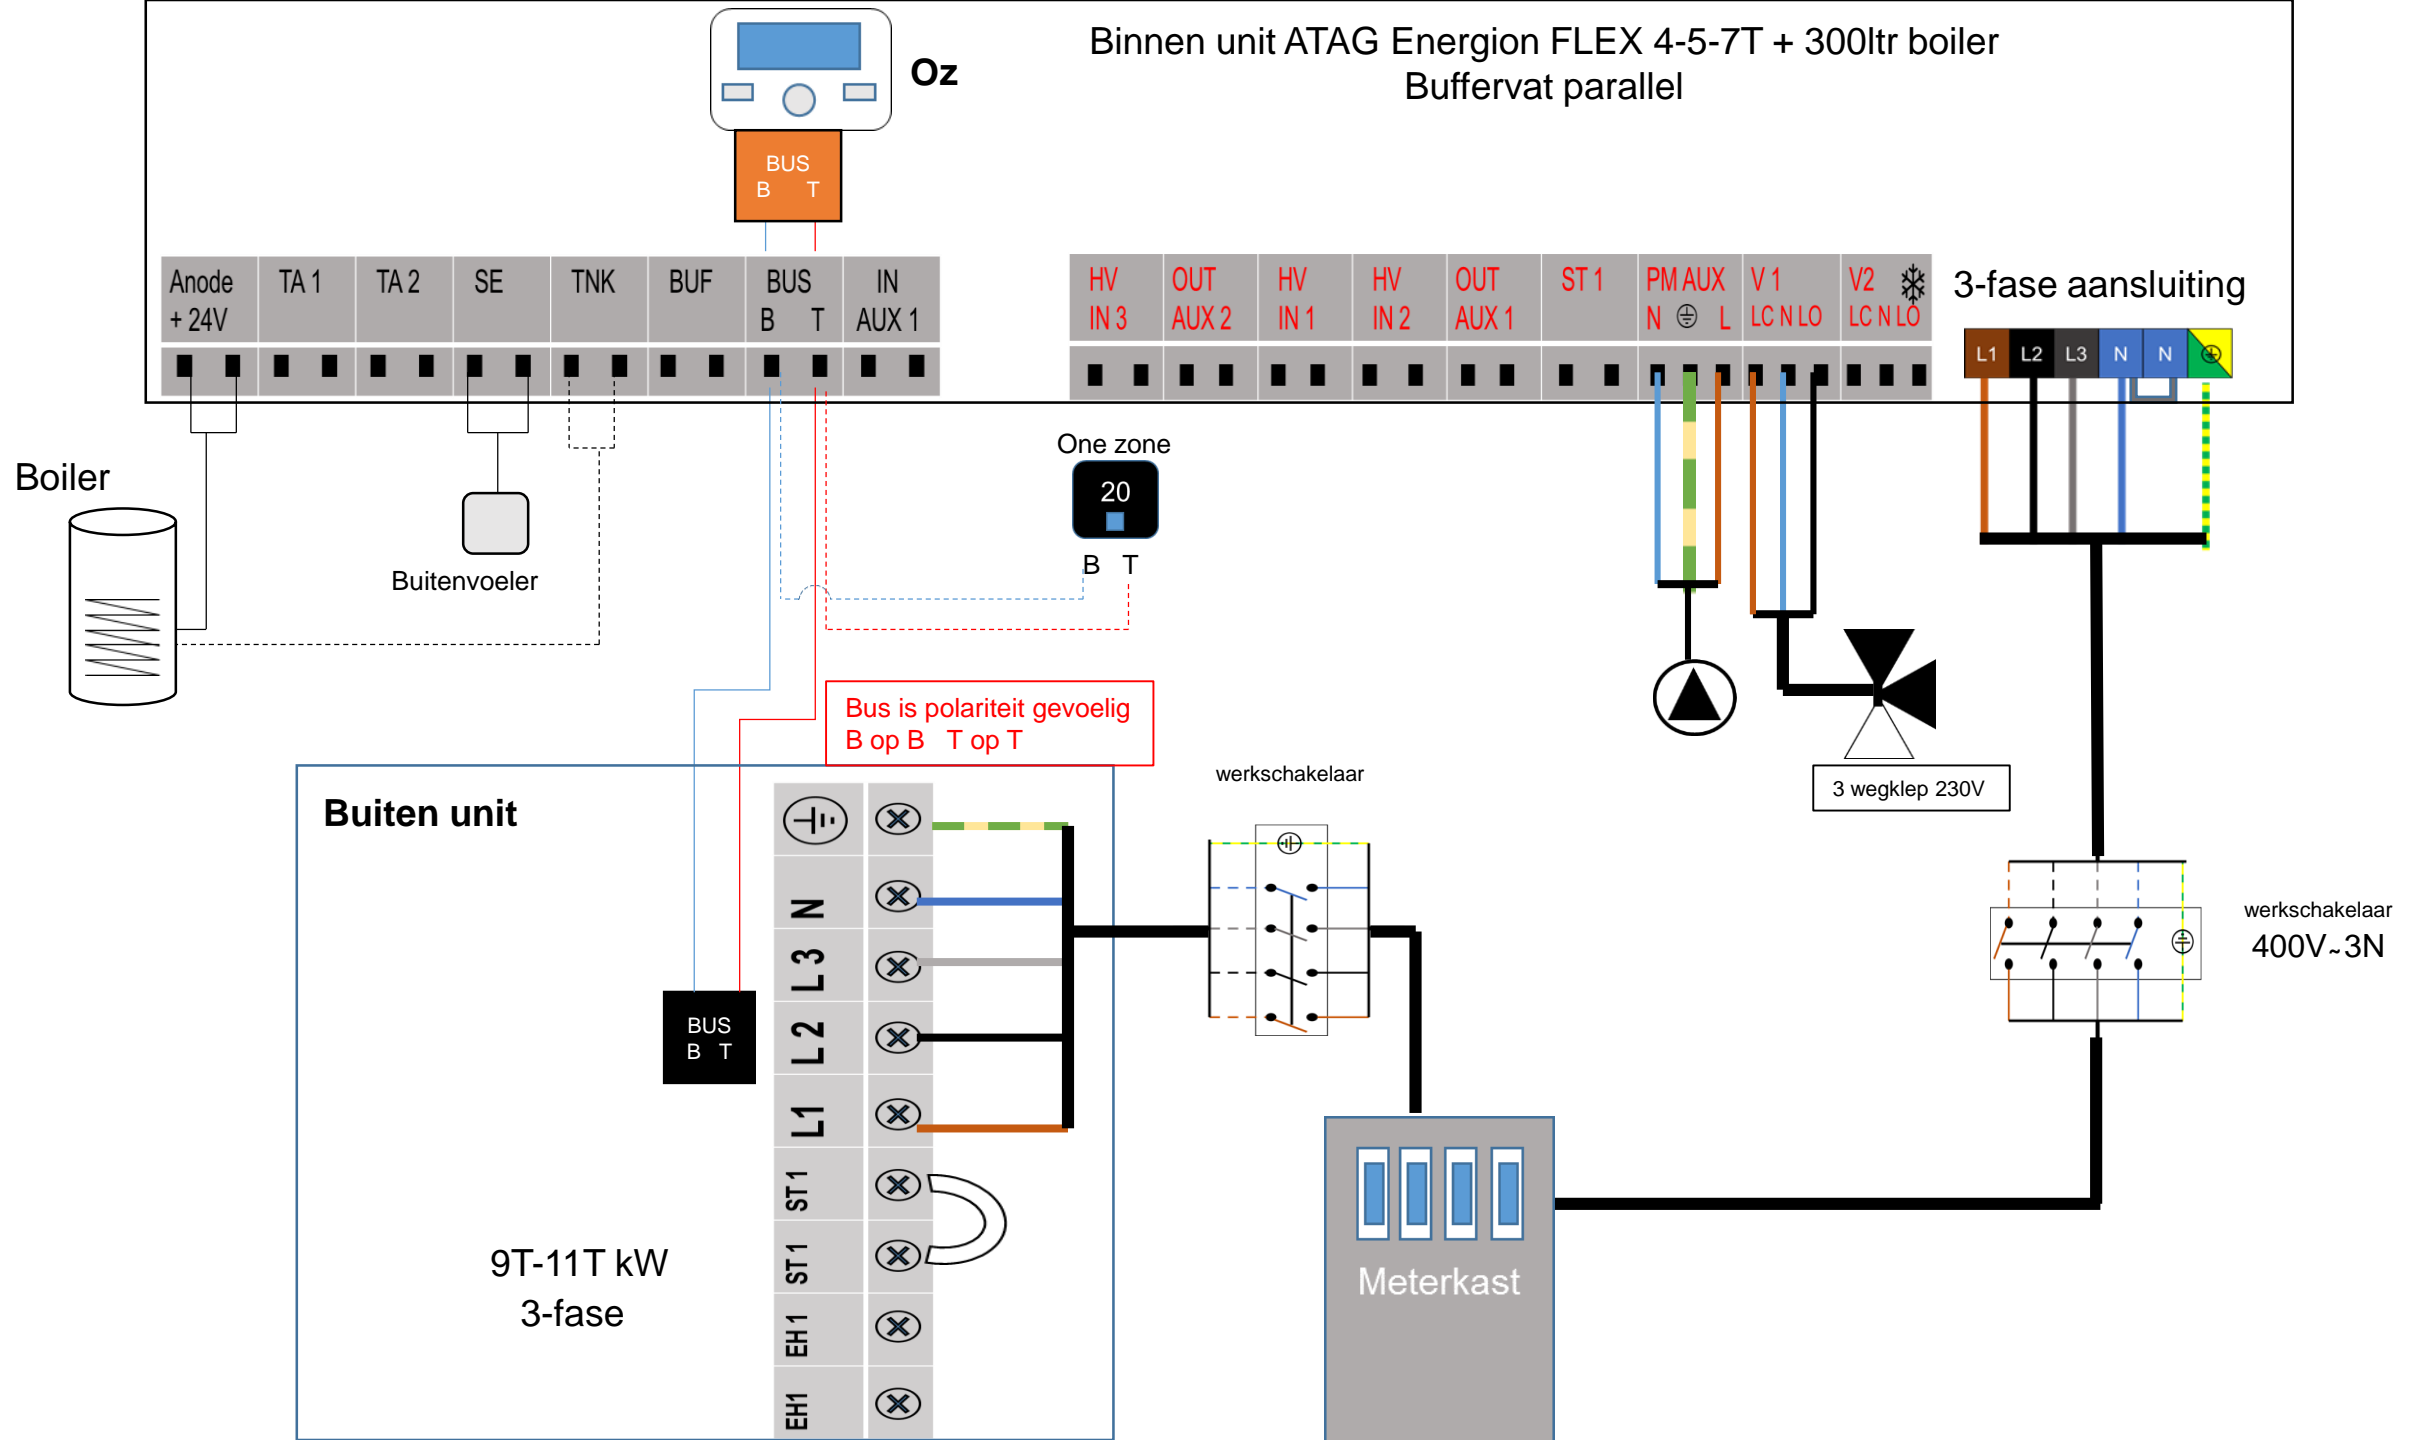 Binnen unit ATAG Energion FLEX 4-5-7T + 300ltr boiler
Buffervat parallel
Oz
BUS
B T
Anode
+ 24V
TA 1
TA 2
SE
TNK
BUF
BUS
B T
IN
AUX 1
HV
IN 3
OUT
AUX 2
HV
IN 1
HV
IN 2
OUT
AUX 1
ST 1
PM AUX
N L
V 1
LC N LO
V2
LC N LO
3-fase aansluiting
L1 L2 L3 N N
Boiler
Buitenvoeler
One zone
20
B T
Bus is polariteit gevoelig
B op B T op T
3 wegklep 230V
werkschakelaar
werkschakelaar
400V~3N
Buiten unit
N
L 3
L 2
L1
ST 1
ST 1
EH 1
EH1
BUS
B T
9T-11T kW
3-fase
Meterkast